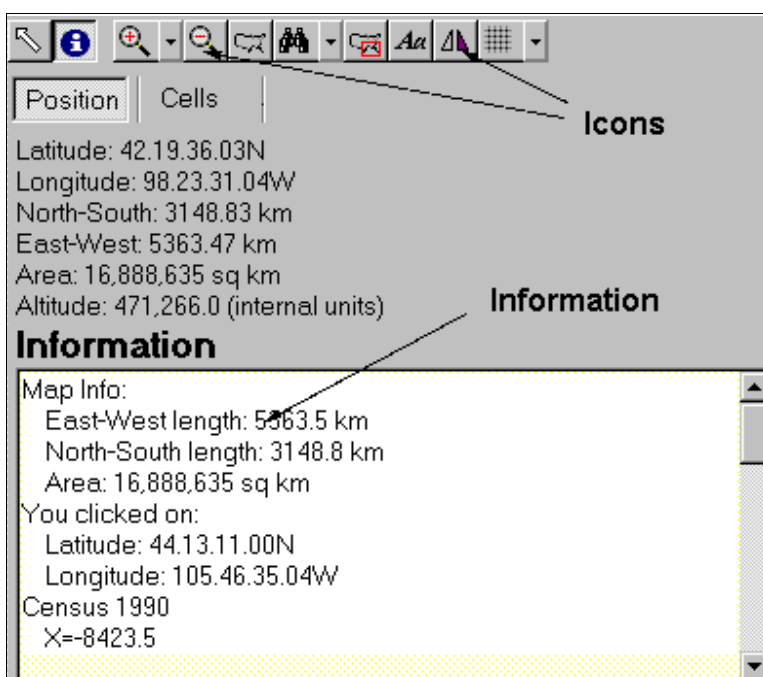 Aa
Position Cells
Icons
Latitude: 42.19.36.03N
Longitude: 98.23.31.04W
North-South: 3148.83 km
East-West: 5363.47 km
Area: 16,888,635 sq km
Altitude: 471,266.0 (internal units)
Information
Information
Map Info:
East-West length: 5363.5 km
North-South length: 3148.8 km
Area: 16,888,635 sq km
You clicked on:
Latitude: 44.13.11.00N
Longitude: 105.46.35.04W
Census 1990
X=-8423.5